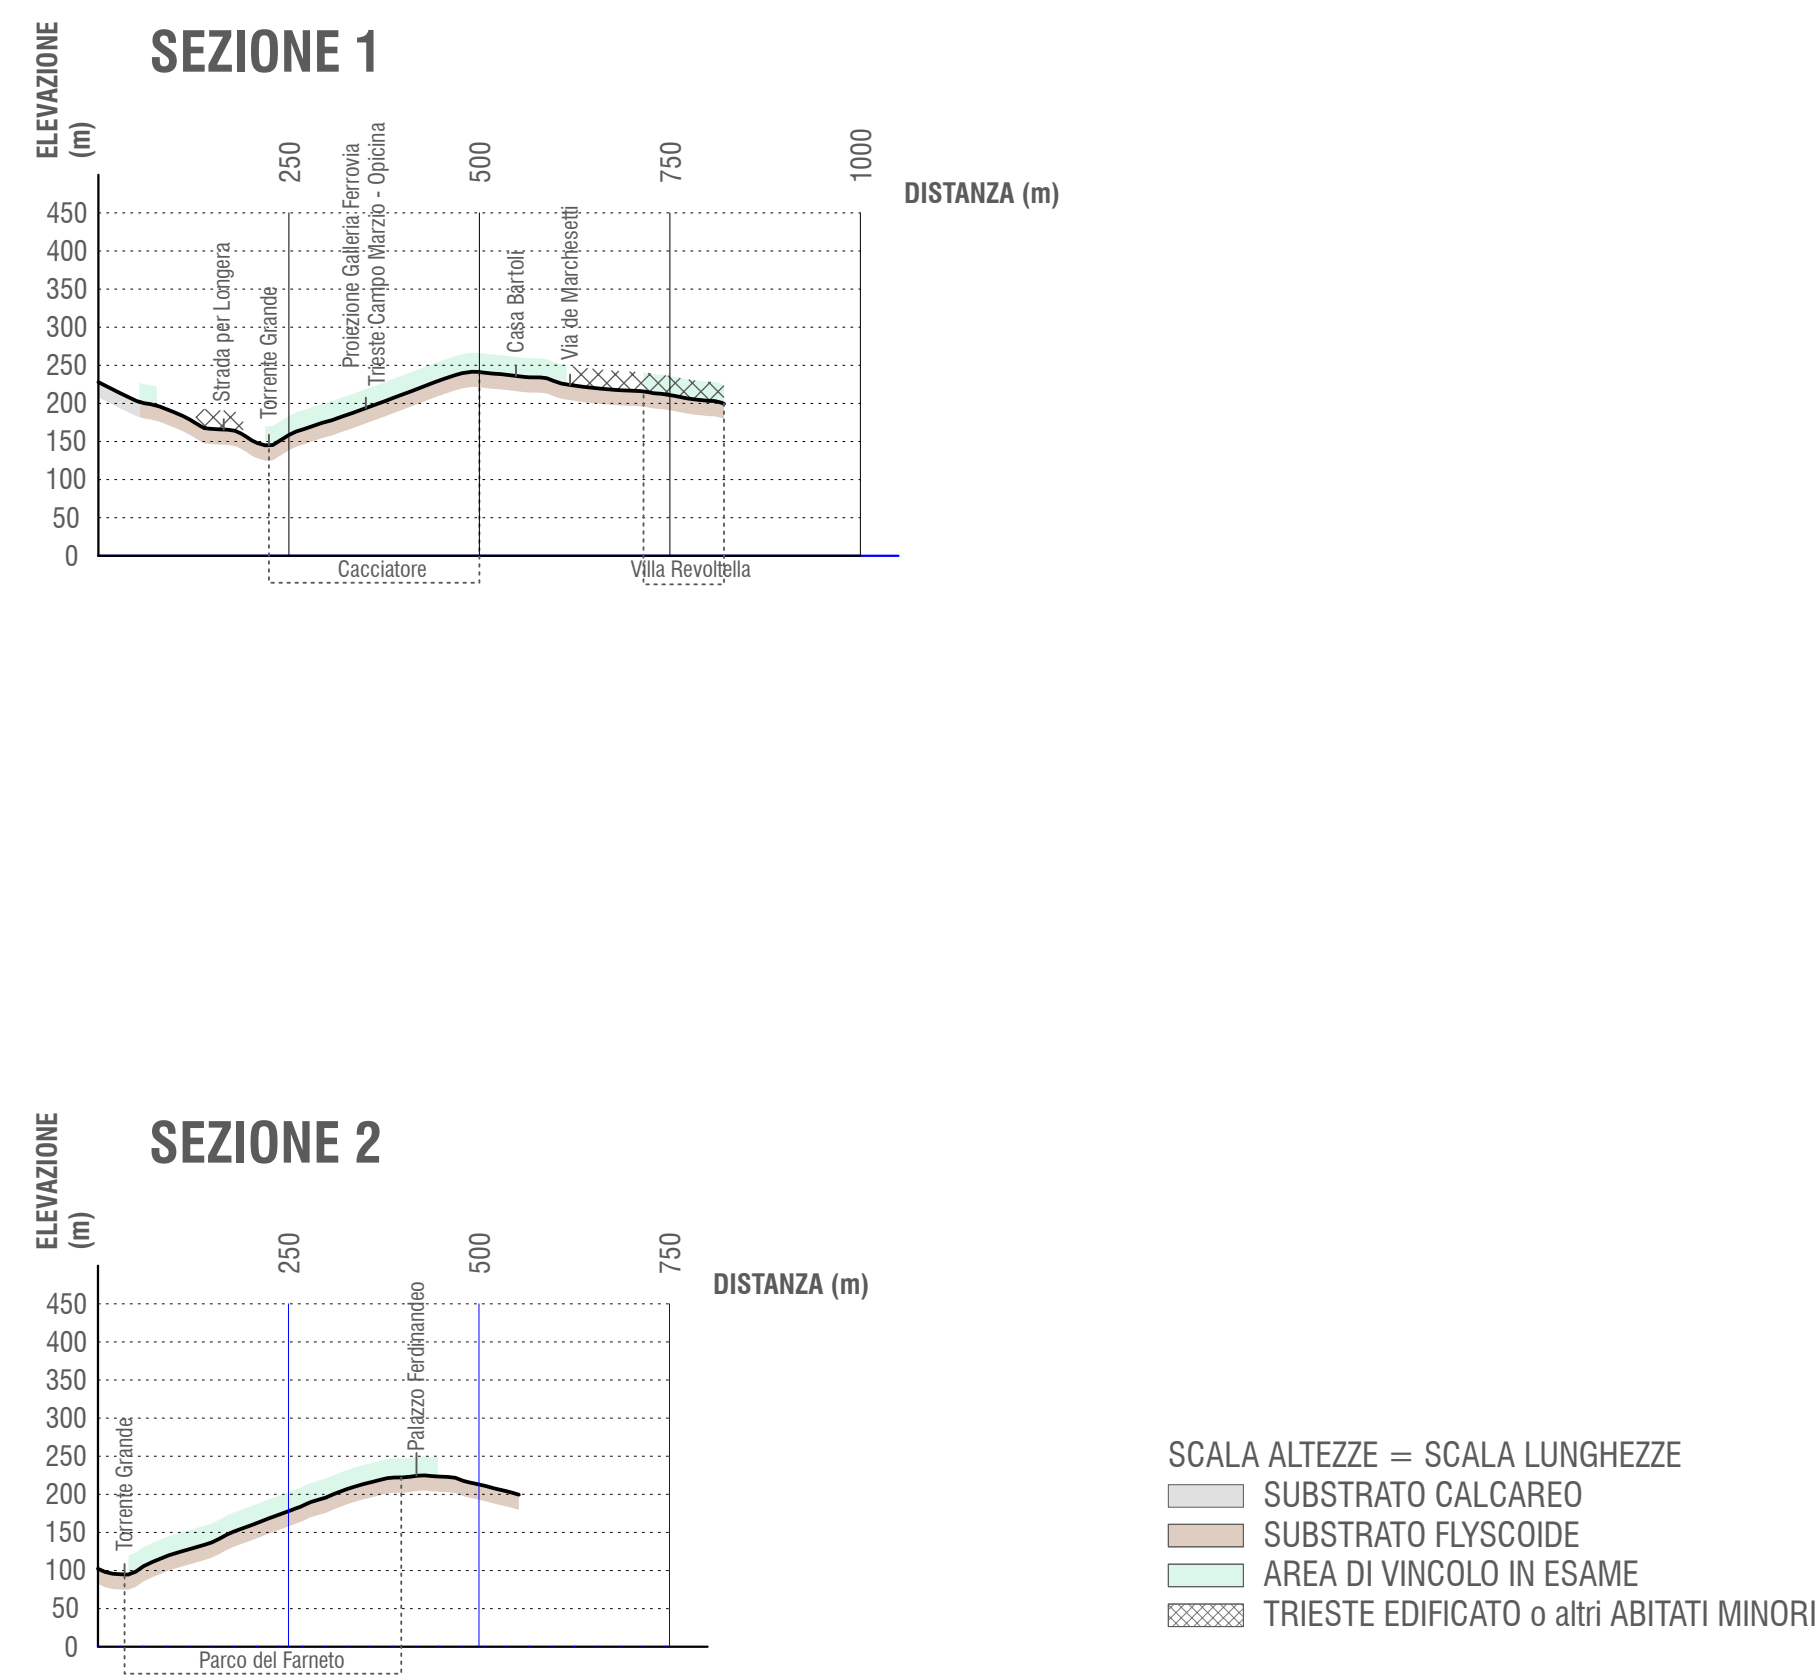 ELEVAZIONE
(m)
SEZIONE 1
250
500
750
1000
DISTANZA (m)
450
400
350
300
250
200
150
100
50
0
Strada per Longera
Torrente Grande
Proiezione Galleria Ferrovia
Trieste Campo Marzio - Opicina
Casa Bartoli
Via de Marchesetti
Cacciatore
Villa Revoltella
ELEVAZIONE
(m)
SEZIONE 2
250
500
750
DISTANZA (m)
450
400
350
300
250
200
150
100
50
0
Torrente Grande
Palazzo Ferdinandeo
Parco del Farneto
SCALA ALTEZZE = SCALA LUNGHEZZE
SUBSTRATO CALCAREO
SUBSTRATO FLYSCOIDE
AREA DI VINCOLO IN ESAME
TRIESTE EDIFICATO o altri ABITATI MINORI